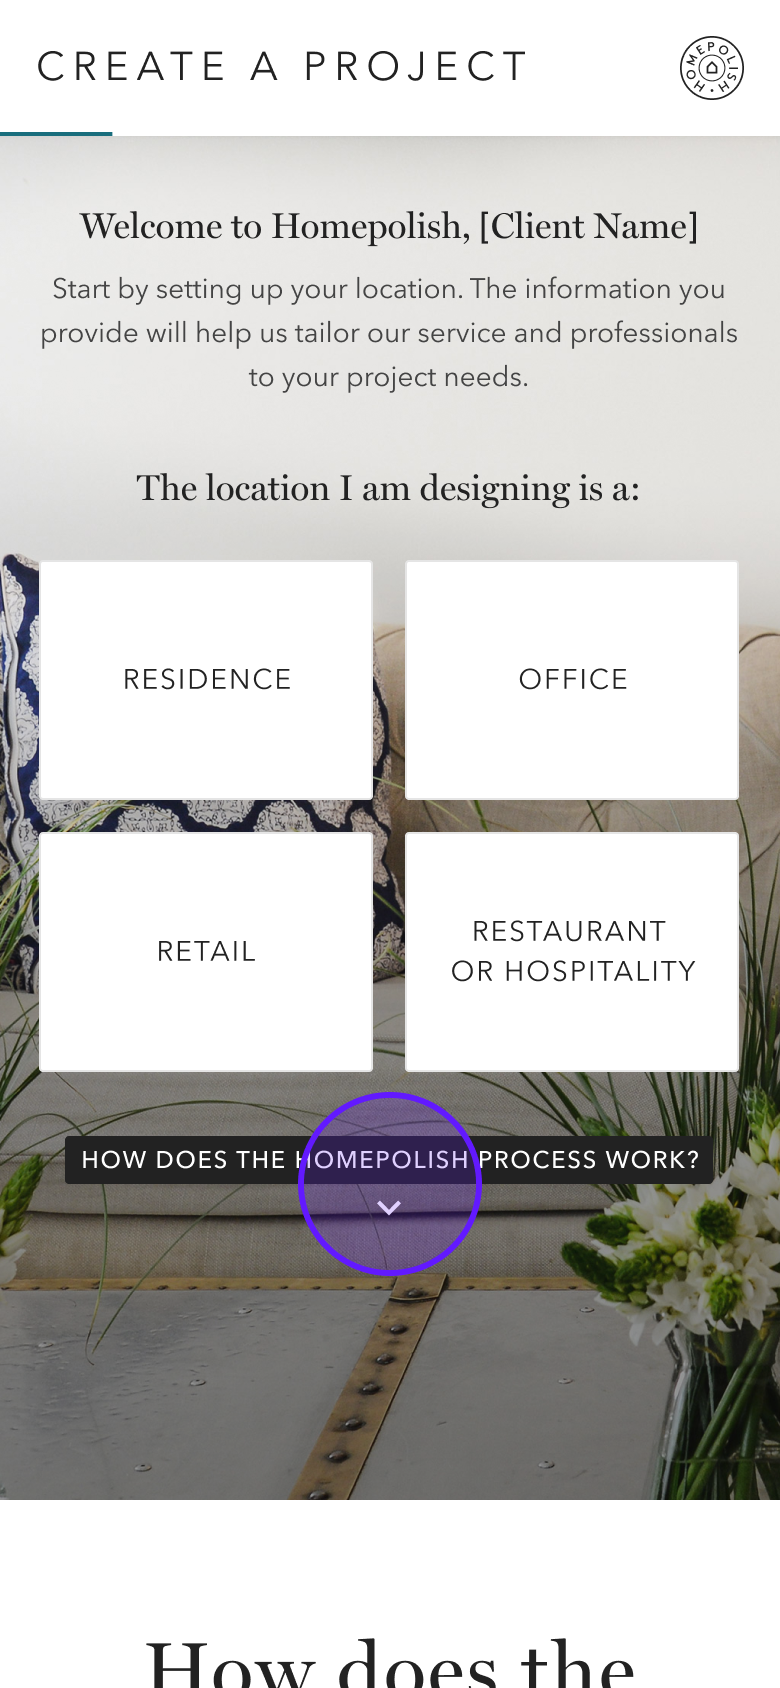 CREATE A PROJECT
HOMEPOLISH
Welcome to Homepolish, [Client Name]
Start by setting up your location. The information you
provide will help us tailor our service and professionals
to your project needs.
The location I am designing is a:
RESIDENCE
OFFICE
RETAIL
RESTAURANT
OR HOSPITALITY
HOW DOES THE HOMEPOLISH PROCESS WORK?
How does the